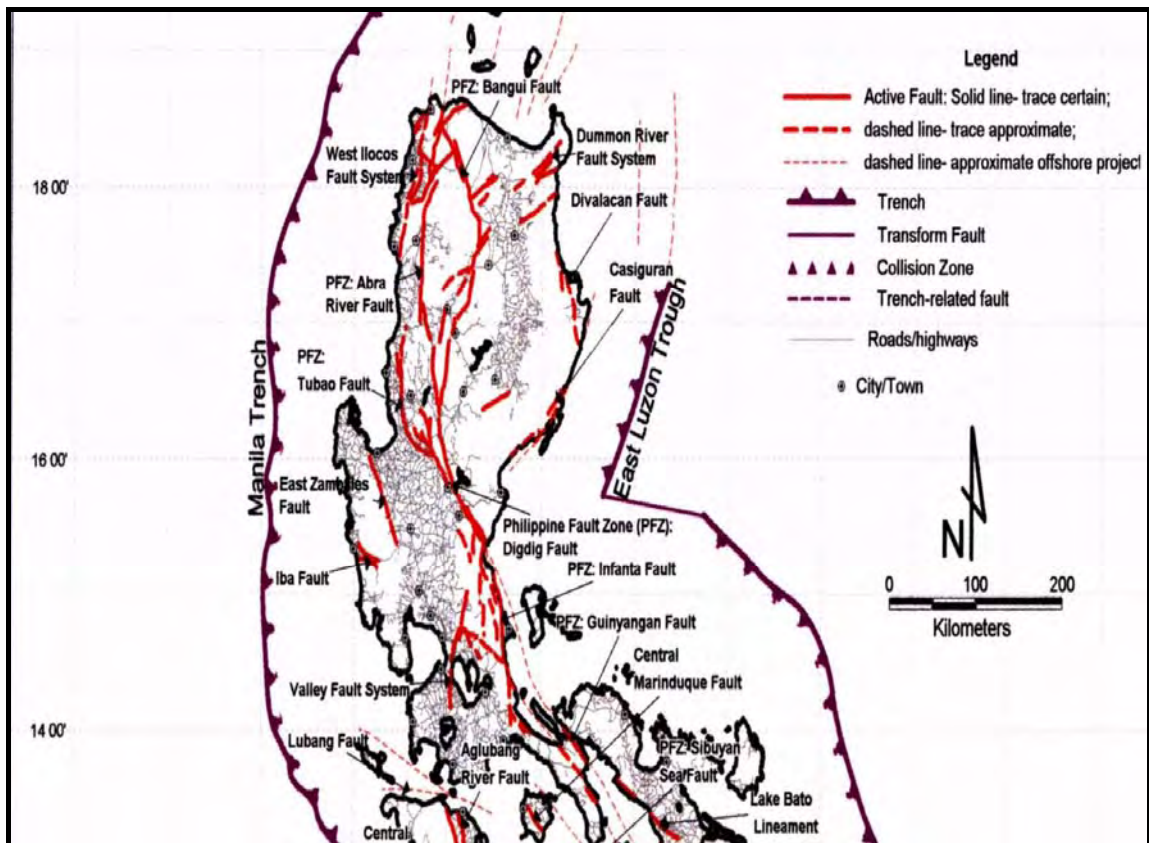 Legend
Active Fault: Solid line- trace certain;
dashed line- trace approximate;
dashed line- approximate offshore project
Trench
Transform Fault
Collision Zone
Trench-related fault
Roads/highways
City/Town
N
0 100 200
Kilometers
PFZ: Bangui Fault
West Ilocos
Fault System
Dummon River
Fault System
18 00'
Divalacan Fault
Casiguran
Fault
PFZ: Abra
River Fault
PFZ:
Tubao Fault
Manila Trench
East Luzon Trough
16 00'
East Zambales
Fault
Philippine Fault Zone (PFZ):
Digdig Fault
Iba Fault
PFZ: Infanta Fault
PFZ: Guinyangan Fault
Central
Marinduque Fault
Valley Fault System
14 00'
Lubang Fault
Aglubang
River Fault
PFZ: Sibuyan
Sea Fault
Lake Bato
Lineament
Central